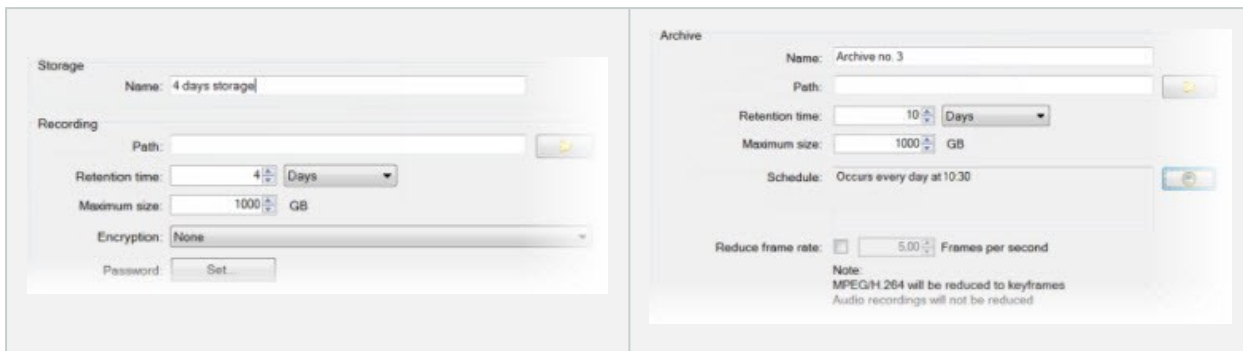 Storage
Name: 4 days storage
Recording
Path:
Retention time: 4 Days
Maximum size: 1000 GB
Encryption: None
Password: Set...
Archive
Name: Archive no. 3
Path:
Retention time: 10 Days
Maximum size: 1000 GB
Schedule: Occurs every day at 10:30
Reduce frame rate: 5.00 Frames per second
Note:
MPEG/H.264 will be reduced to keyframes
Audio recordings will not be reduced